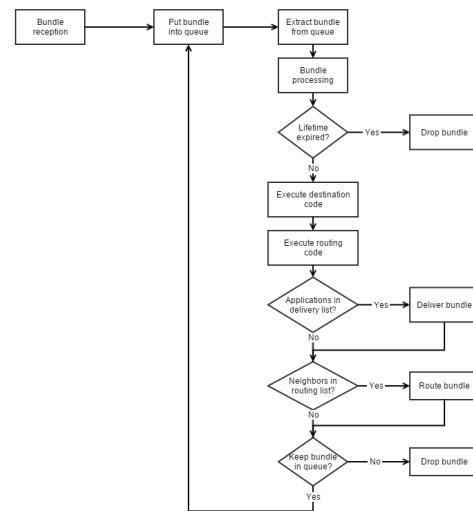 Bundle
reception
Put bundle
into queue
Extract bundle
from queue
Bundle
processing
Lifetime
expired?
Yes
Drop bundle
No
Execute destination
code
Execute routing
code
Applications in
delivery list?
Yes
Deliver bundle
No
Neighbors in
routing list?
Yes
Route bundle
No
Keep bundle
in queue?
No
Drop bundle
Yes